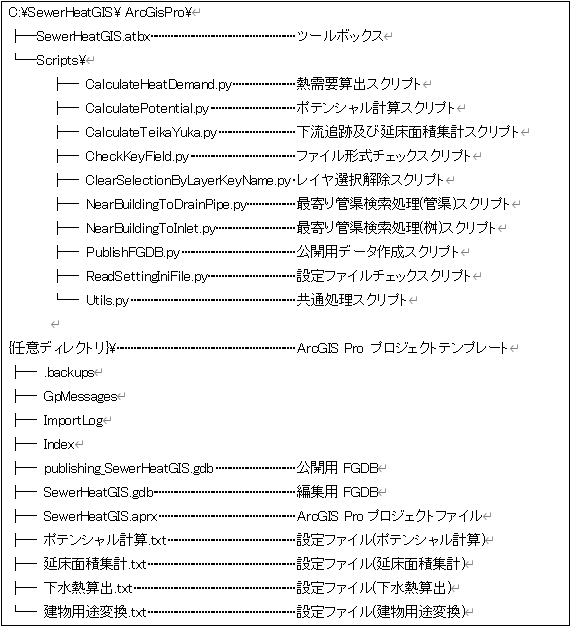 C:¥SewerHeatGIS¥ ArcGisPro¥
├─SewerHeatGIS.atbx ツールボックス
└─Scripts¥
├─ CalculateHeatDemand.py 熱需要算出スクリプト
├─ CalculatePotential.py ポテンシャル計算スクリプト
├─ CalculateTeikaYuka.py 下流追跡及び延床面積集計スクリプト
├─ CheckKeyField.py ファイル形式チェックスクリプト
├─ ClearSelectionByLayerKeyName.py レイヤ選択解除スクリプト
├─ NearBuildingToDrainPipe.py 最寄り管渠検索処理(管渠)スクリプト
├─ NearBuildingToInlet.py 最寄り管渠検索処理(桝)スクリプト
├─ PublishFGDB.py 公開用データ作成スクリプト
├─ ReadSettingIniFile.py 設定ファイルチェックスクリプト
└─ Utils.py 共通処理スクリプト
{任意ディレクトリ}¥ ArcGIS Pro プロジェクトテンプレート
├─ .backups
├─ GpMessages
├─ ImportLog
├─ Index
├─ publishing_SewerHeatGIS.gdb 公開用 FGDB
├─ SewerHeatGIS.gdb 編集用 FGDB
├─ SewerHeatGIS.aprx ArcGIS Pro プロジェクトファイル
├─ ポテンシャル計算.txt 設定ファイル(ポテンシャル計算)
├─ 延床面積集計.txt 設定ファイル(延床面積集計)
├─ 下水熱算出.txt 設定ファイル(下水熱算出)
└─ 建物用途変換.txt 設定ファイル(建物用途変換)